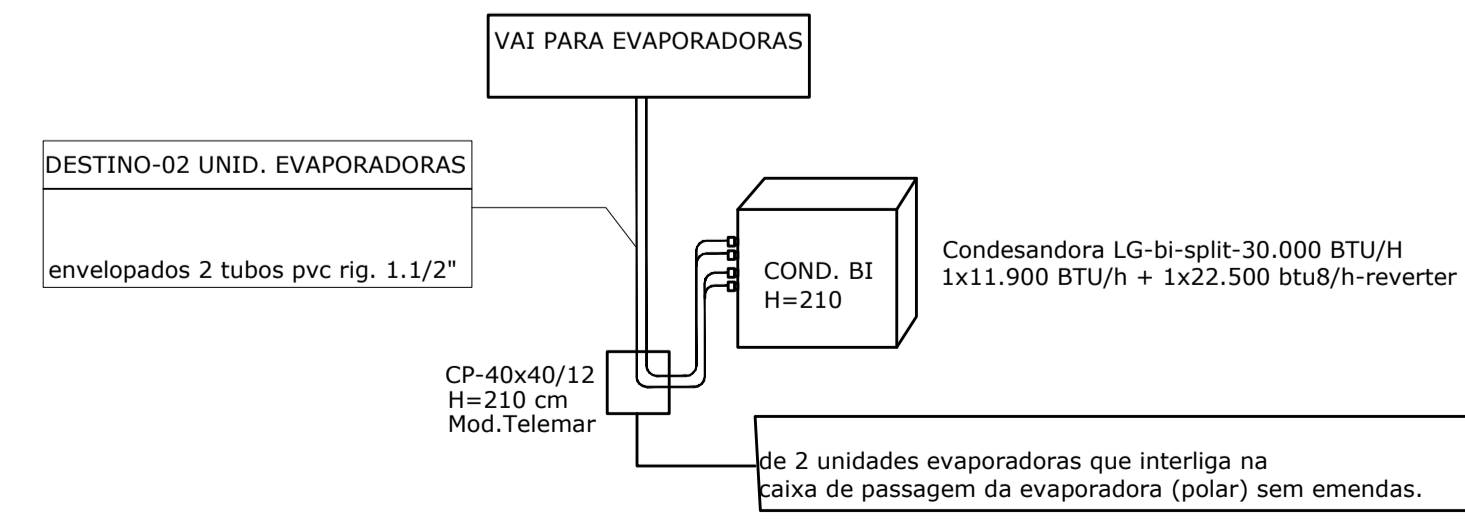 VAI PARA EVAPORADORAS
DESTINO-02 UNID. EVAPORADORAS
envelopados 2 tubos pvc rig. 1.1/2"
COND. BI
H=210
Condesandora LG-bi-split-30.000 BTU/H
1x11.900 BTU/h + 1x22.500 btu8/h-reverter
CP-40x40/12
H=210 cm
Mod.Telemar
de 2 unidades evaporadoras que interliga na
caixa de passagem da evaporadora (polar) sem emendas.